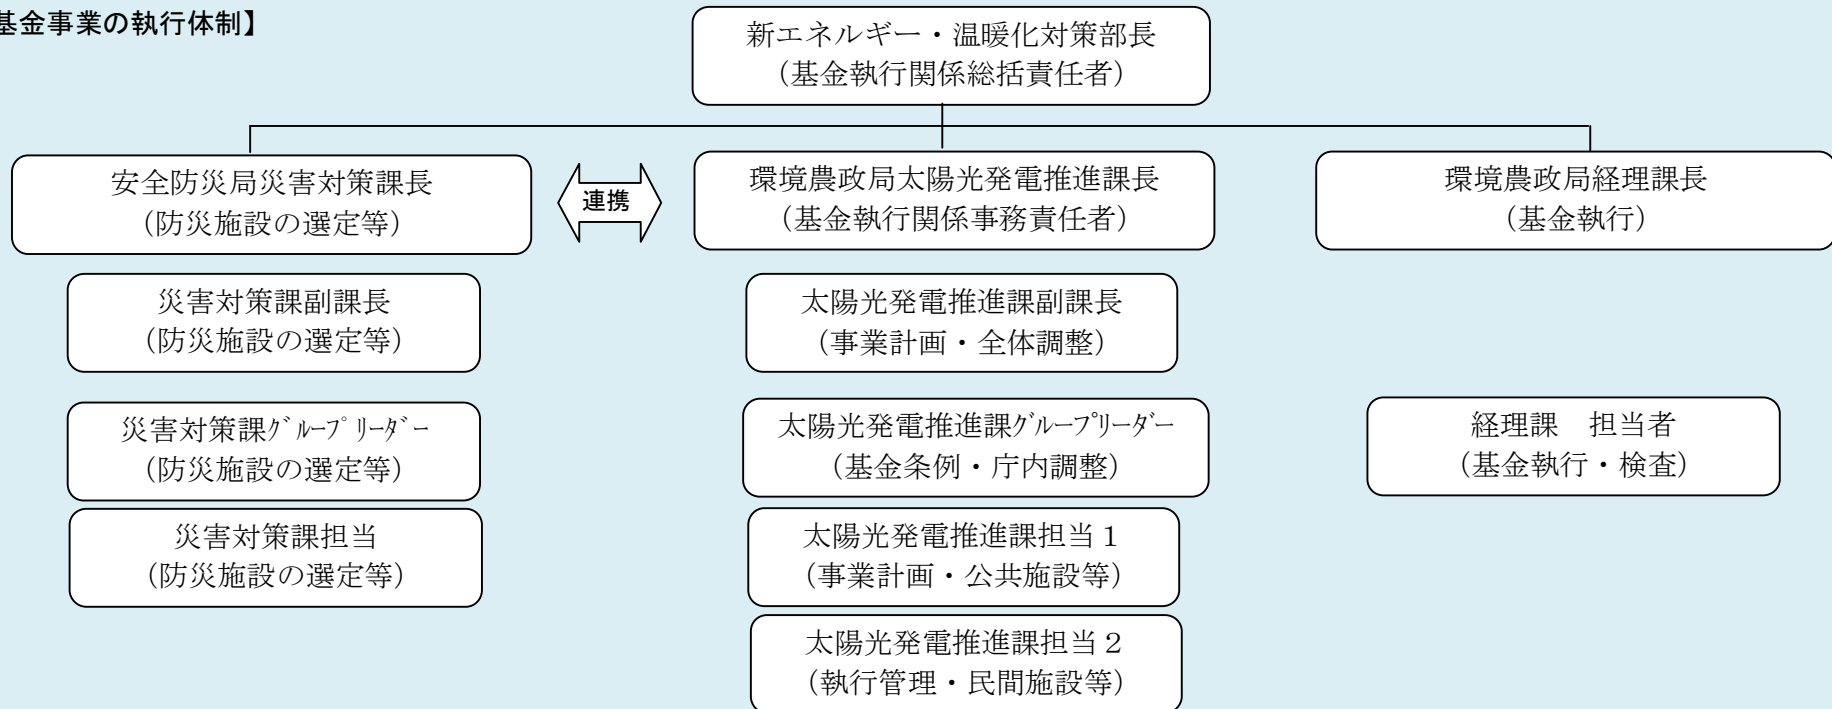 基金事業の執行体制】
新エネルギー・温暖化対策部長
（基金執行関係総括責任者）
安全防災局災害対策課長
（防災施設の選定等）
連携
環境農政局太陽光発電推進課長
（基金執行関係事務責任者）
環境農政局経理課長
（基金執行）
災害対策課副課長
（防災施設の選定等）
太陽光発電推進課副課長
（事業計画・全体調整）
災害対策課ｸﾞﾙｰﾌﾟﾘｰﾀﾞｰ
（防災施設の選定等）
太陽光発電推進課ｸﾞﾙｰﾌﾟﾘｰﾀﾞｰ
（基金条例・庁内調整）
経理課　担当者
（基金執行・検査）
災害対策課担当
（防災施設の選定等）
太陽光発電推進課担当１
（事業計画・公共施設等）
太陽光発電推進課担当２
（執行管理・民間施設等）